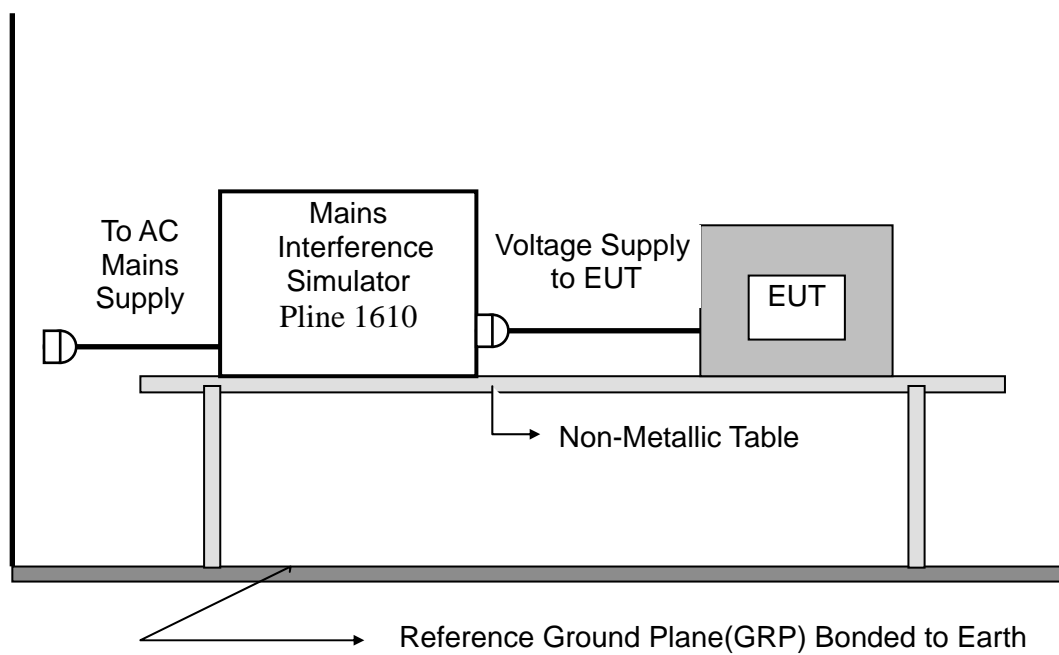 To AC
Mains
Supply
Mains
Interference
Simulator
Pline 1610
Voltage Supply
to EUT
EUT
Non-Metallic Table
Reference Ground Plane(GRP) Bonded to Earth